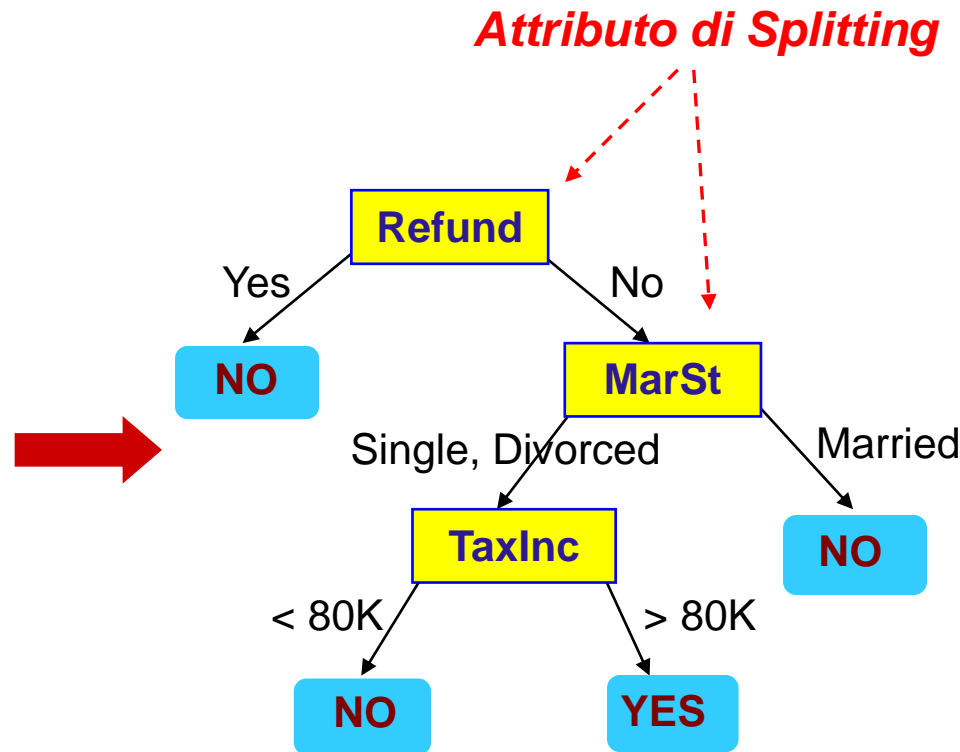 Attributo di Splitting
Refund
Yes
No
NO
MarSt
Single, Divorced
Married
TaxInc
NO
< 80K
> 80K
NO
YES